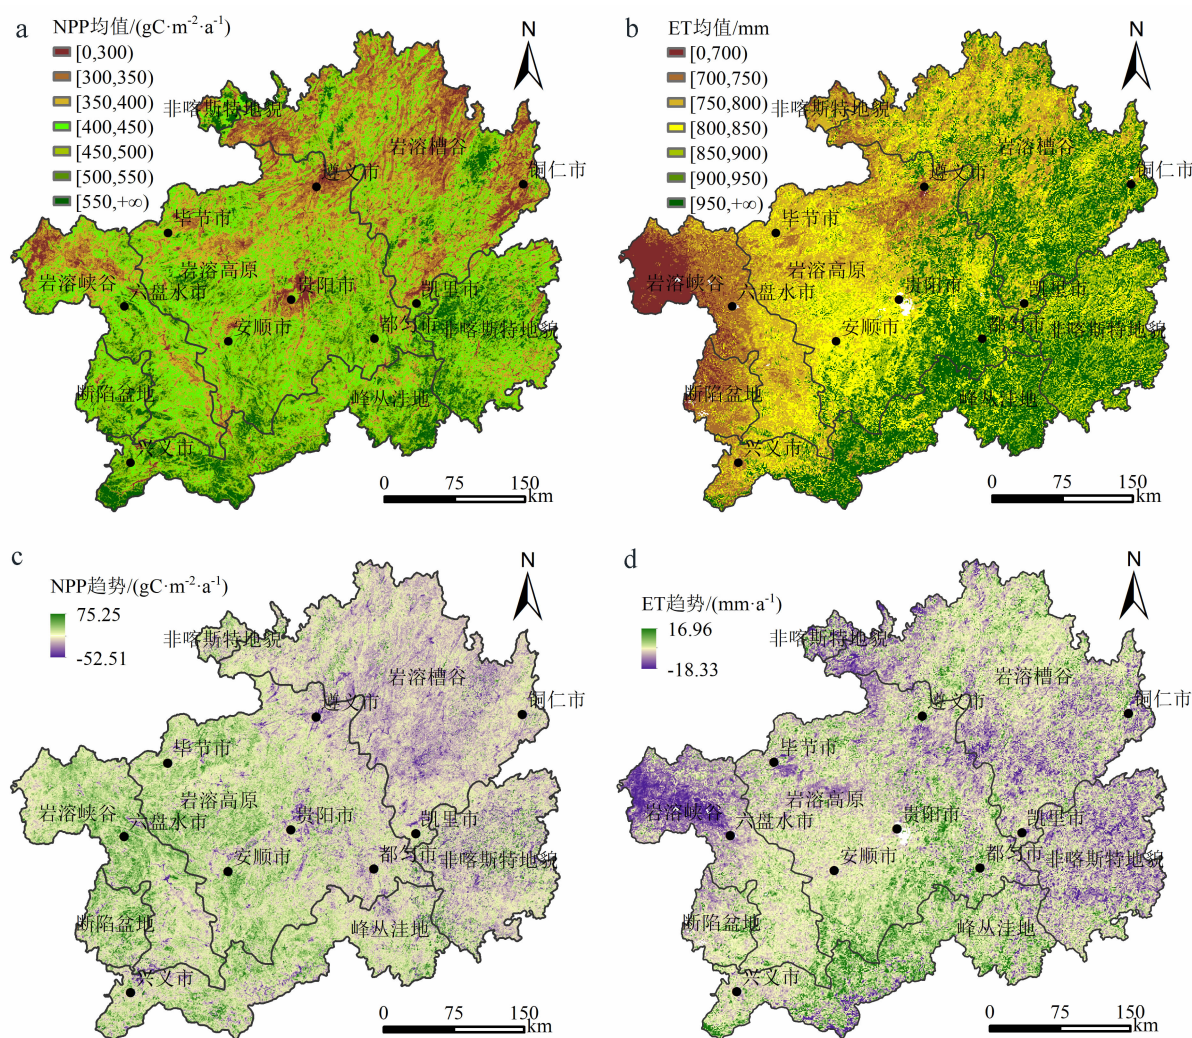 a
NPP均值/(gC·m⁻²·a⁻¹)
[0,300)
[300,350)
[350,400)
[400,450)
[450,500)
[500,550)
[550,+∞)
N
非喀斯特地貌
岩溶槽谷
遵义市
铜仁市
毕节市
岩溶高原
岩溶峡谷
六盘水市
贵阳市
凯里市
安顺市
都匀市
非喀斯特地貌
断陷盆地
峰丛洼地
兴义市
0 75 150
km
b
ET均值/mm
[0,700)
[700,750)
[750,800)
[800,850)
[850,900)
[900,950)
[950,+∞)
N
非喀斯特地貌
岩溶槽谷
遵义市
铜仁市
毕节市
岩溶高原
岩溶峡谷
六盘水市
贵阳市
凯里市
安顺市
都匀市
非喀斯特地貌
断陷盆地
峰丛洼地
兴义市
0 75 150
km
c
NPP趋势/(gC·m⁻²·a⁻¹)
75.25
-52.51
N
非喀斯特地貌
岩溶槽谷
遵义市
铜仁市
毕节市
岩溶高原
岩溶峡谷
六盘水市
贵阳市
凯里市
安顺市
都匀市
非喀斯特地貌
断陷盆地
峰丛洼地
兴义市
0 75 150
km
d
ET趋势/(mm·a⁻¹)
16.96
-18.33
N
非喀斯特地貌
岩溶槽谷
遵义市
铜仁市
毕节市
岩溶高原
岩溶峡谷
六盘水市
贵阳市
凯里市
安顺市
都匀市
非喀斯特地貌
断陷盆地
峰丛洼地
兴义市
0 75 150
km